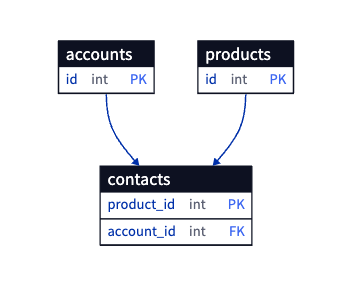 accounts
id int PK
products
id int PK
contacts
product_id int PK
account_id int FK